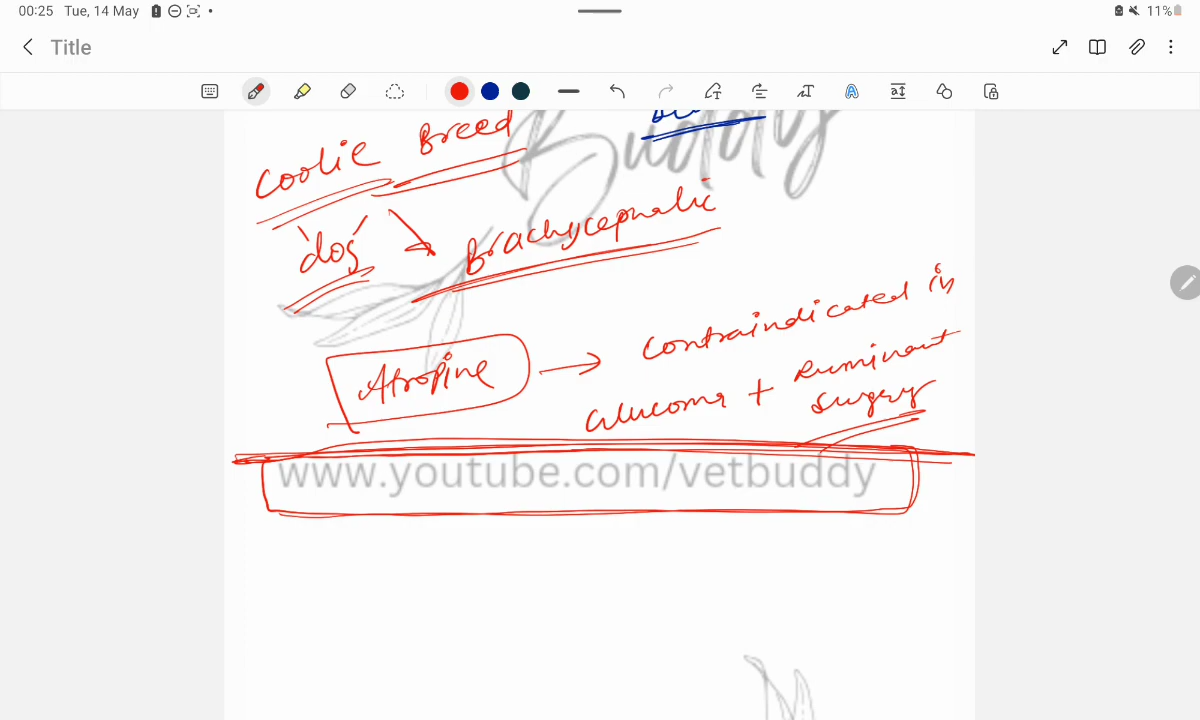 00:25 Tue, 14 May 11%
Title
Buddy
Coolie Breed
'dog' Brachycephalic
Atropine → Contraindicated in
Glucoma + Ruminant
Surgery
www.youtube.com/vetbuddy